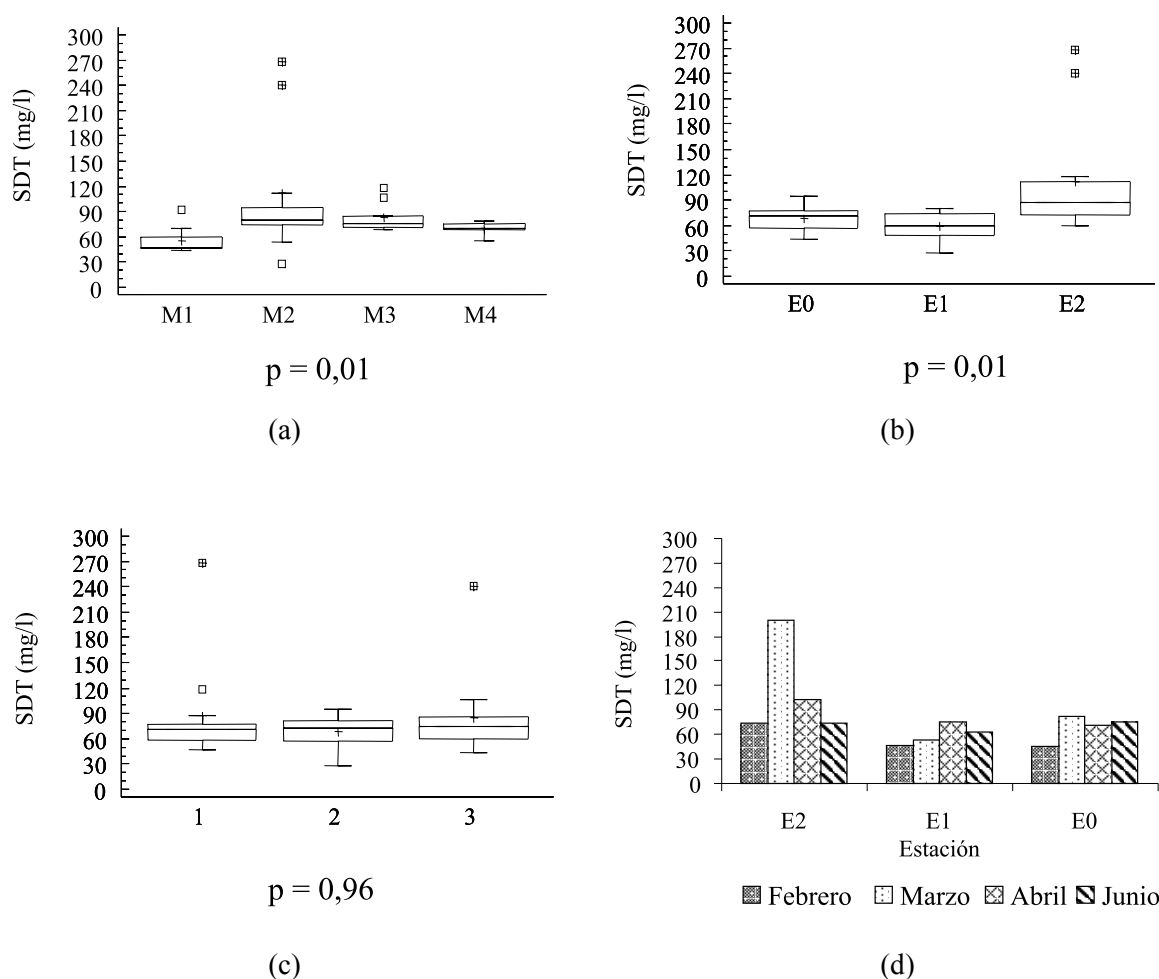 SDT (mg/l)
300
270
240
210
180
150
120
90
60
30
0
M1 M2 M3 M4
p = 0,01
(a)
SDT (mg/l)
300
270
240
210
180
150
120
90
60
30
0
E0 E1 E2
p = 0,01
(b)
SDT (mg/l)
300
270
240
210
180
150
120
90
60
30
0
1 2 3
p = 0,96
(c)
SDT (mg/l)
300
270
240
210
180
150
120
90
60
30
0
E2 E1 E0
Estación
Febrero Marzo Abril Junio
(d)